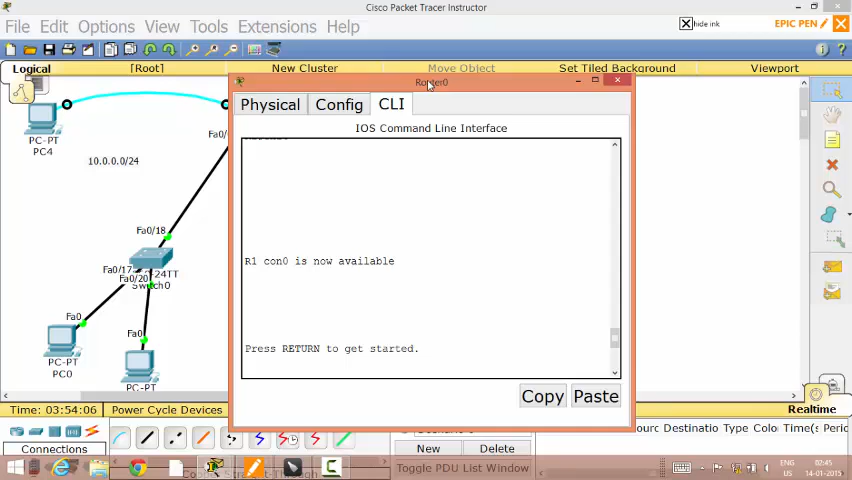 Cisco Packet Tracer Instructor
File Edit Options View Tools Extensions Help
hide ink
EPIC PEN
Logical
[Root]
New Cluster
Move Object
Set Tiled Background
Viewport
Router0
Physical
Config
CLI
IOS Command Line Interface
PC-PT
PC4
Fa0/
10.0.0.0/24
R1 con0 is now available
Fa0/18
Fa0/17
Fa0/20
24TT
Switch0
Fa0
PC-PT
PC0
Fa0
PC-PT
Press RETURN to get started.
Copy
Paste
Time: 03:54:06
Power Cycle Devices
Realtime
Destinatio
Type
Colo
Time(s
Perio
Connections
New
Delete
Toggle PDU List Window
ENG
US
02:45
14-01-2015